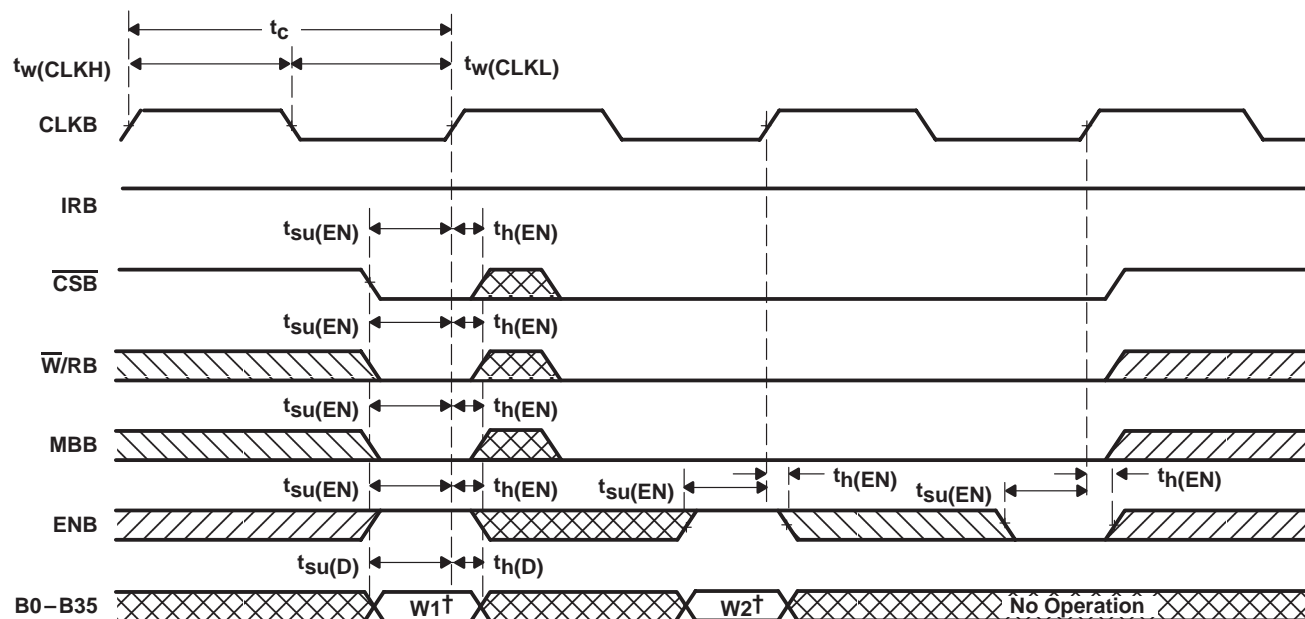 tc
tw(CLKH)
tw(CLKL)
CLKB
IRB
tsu(EN)
th(EN)
CSB
tsu(EN)
th(EN)
W/RB
tsu(EN)
th(EN)
MBB
tsu(EN)
th(EN)
tsu(EN)
th(EN)
tsu(EN)
th(EN)
ENB
tsu(D)
th(D)
B0–B35
W1†
W2†
No Operation